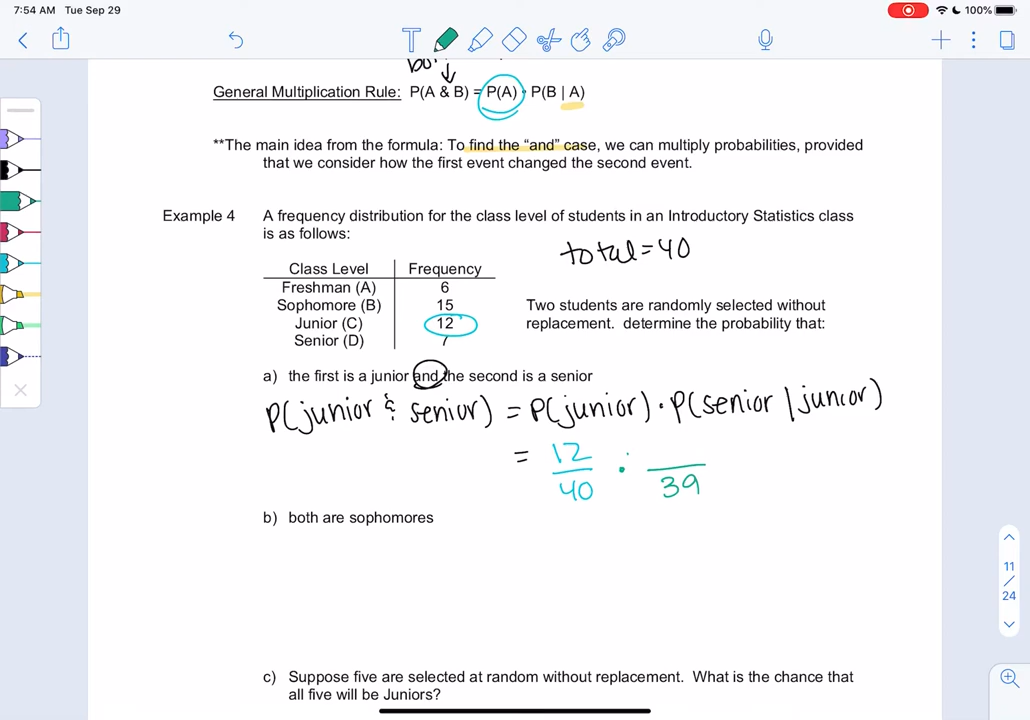 7:54 AM Tue Sep 29 100%
General Multiplication Rule: P(A & B) = P(A) · P(B | A)
**The main idea from the formula: To find the “and” case, we can multiply probabilities, provided
that we consider how the first event changed the second event.
Example 4 A frequency distribution for the class level of students in an Introductory Statistics class
is as follows:
total = 40
Class Level Frequency
Freshman (A) 6
Sophomore (B) 15
Junior (C) 12
Senior (D) 7
Two students are randomly selected without
replacement. determine the probability that:
a) the first is a junior and the second is a senior
P(junior & senior) = P(junior) · P(senior | junior)
= 12/40 · /39
b) both are sophomores
11
/
24
c) Suppose five are selected at random without replacement. What is the chance that
all five will be Juniors?